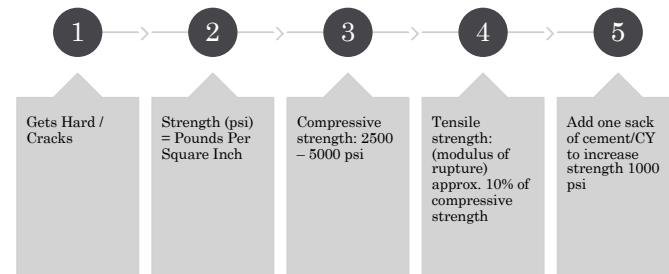 1
2
3
4
5
Gets Hard /
Cracks
Strength (psi)
= Pounds Per
Square Inch
Compressive
strength: 2500
– 5000 psi
Tensile
strength:
(modulus of
rupture)
approx. 10% of
compressive
strength
Add one sack
of cement/CY
to increase
strength 1000
psi